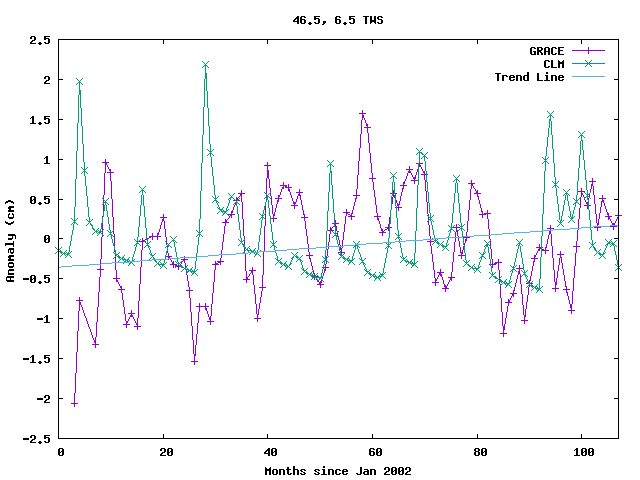 46.5, 6.5 TWS
GRACE
CLM
Trend Line
2.5
2
1.5
1
0.5
0
-0.5
-1
-1.5
-2
-2.5
Anomaly (cm)
0 20 40 60 80 100
Months since Jan 2002